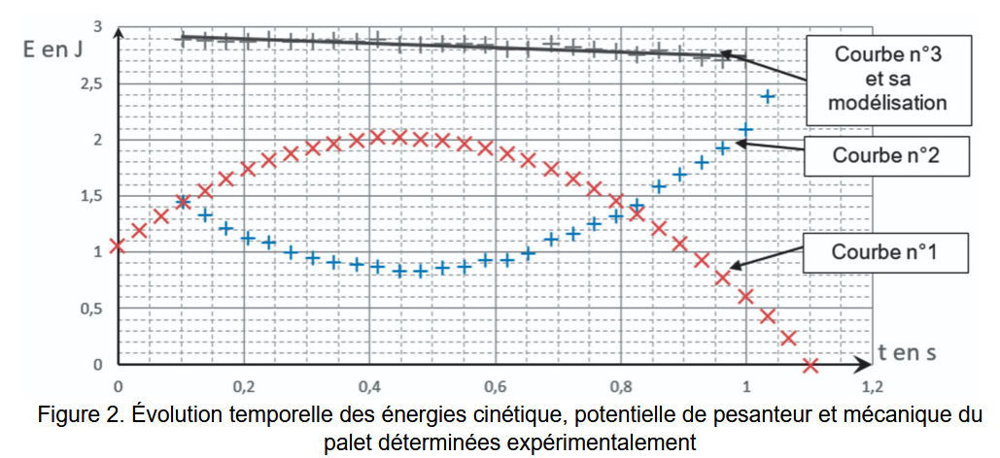 E en J
3
2,5
2
1,5
1
0,5
0
0
0,2
0,4
0,6
0,8
1
1,2
t en s
Courbe n°3
et sa
modélisation
Courbe n°2
Courbe n°1
Figure 2. Évolution temporelle des énergies cinétique, potentielle de pesanteur et mécanique du
palet déterminées expérimentalement